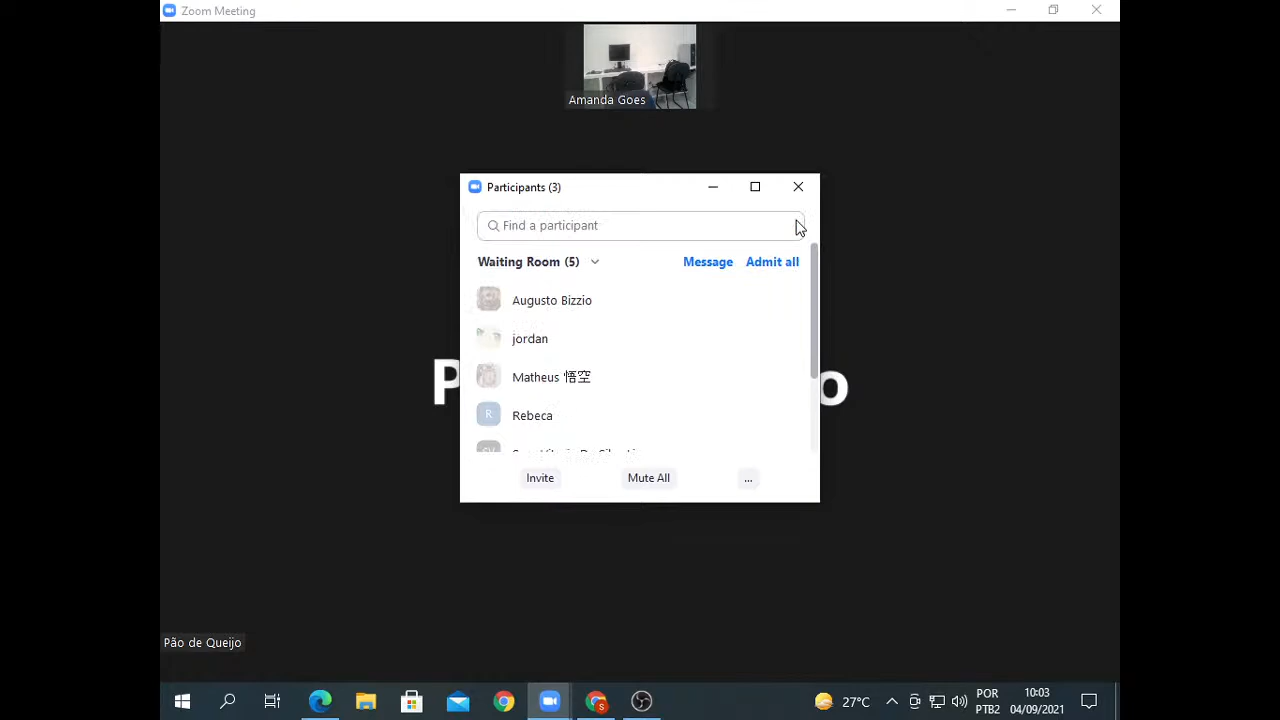 Zoom Meeting
Amanda Goes
Participants (3)
Find a participant
Waiting Room (5)
Message
Admit all
Augusto Bizzio
jordan
Matheus 悟空
R
Rebeca
Invite
Mute All
...
P
o
Pão de Queijo
27°C
POR
PTB2
10:03
04/09/2021